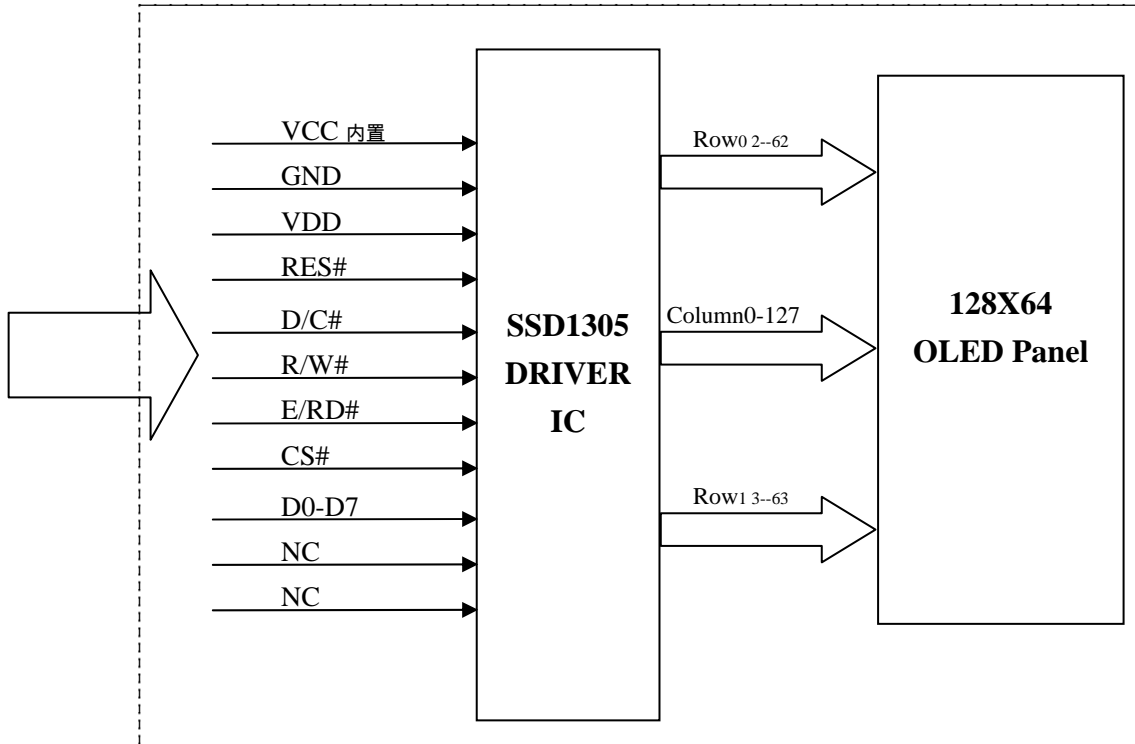 VCC 内置
GND
VDD
RES#
D/C#
R/W#
E/RD#
CS#
D0-D7
NC
NC
SSD1305
DRIVER
IC
Row0 2--62
Column0-127
Row1 3--63
128X64
OLED Panel